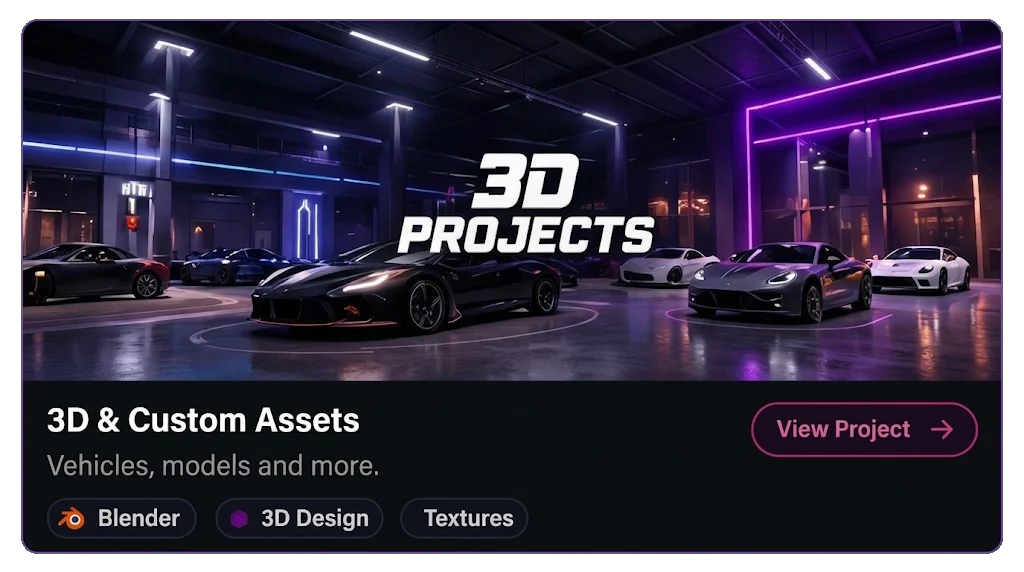 3D
PROJECTS
3D & Custom Assets
View Project
Vehicles, models and more.
Blender
3D Design
Textures